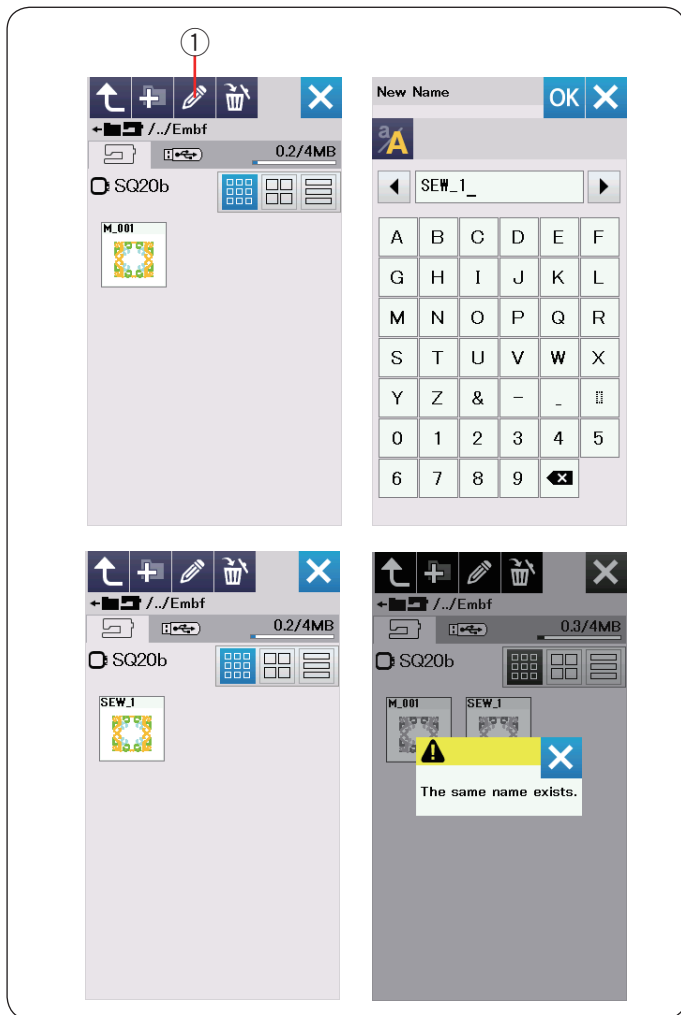 ①
/../Embf
0.2/4MB
SQ20b
M_001
New Name
OK
a/A
SEW_1_
A B C D E F
G H I J K L
M N O P Q R
S T U V W X
Y Z & – _
0 1 2 3 4 5
6 7 8 9
/../Embf
0.2/4MB
SQ20b
SEW_1
/../Embf
0.3/4MB
SQ20b
M_001 SEW_1
The same name exists.